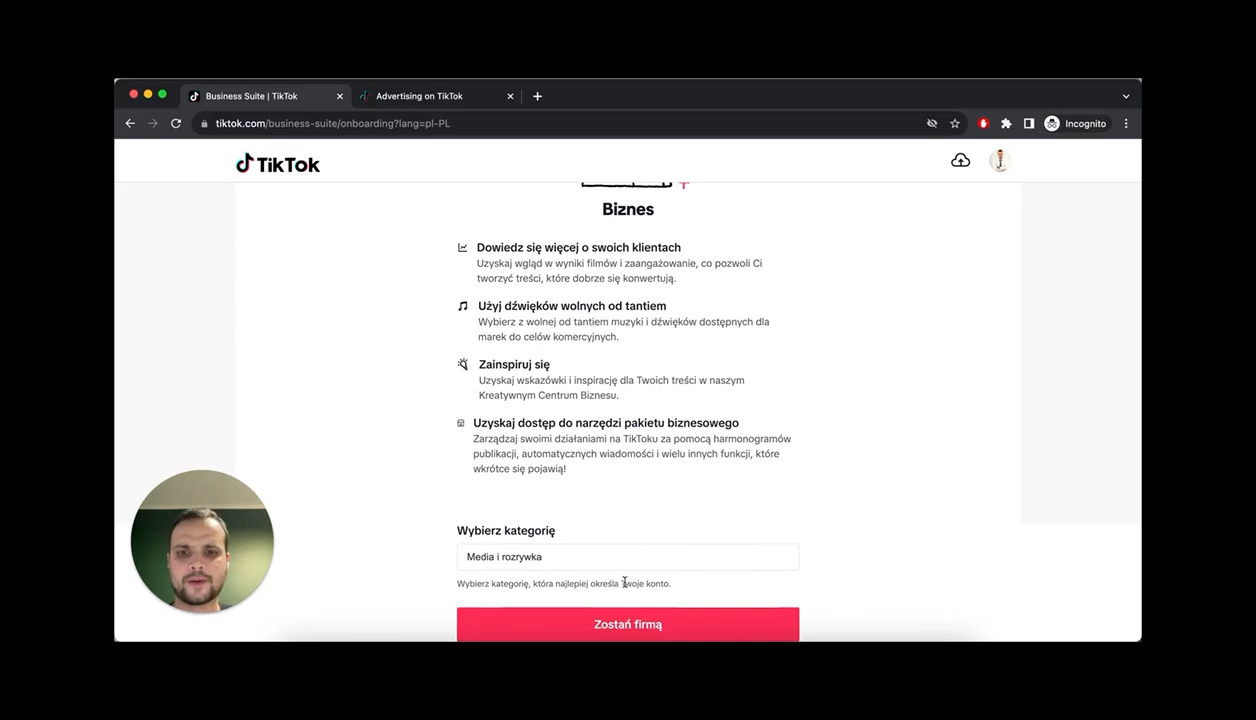 Business Suite | TikTok
Advertising on TikTok
tiktok.com/business-suite/onboarding?lang=pl-PL
Incognito
TikTok
Biznes
Dowiedz się więcej o swoich klientach
Uzyskaj wgląd w wyniki filmów i zaangażowanie, co pozwoli Ci
tworzyć treści, które dobrze się konwertują.
Użyj dźwięków wolnych od tantiem
Wybierz z wolnej od tantiem muzyki i dźwięków dostępnych dla
marek do celów komercyjnych.
Zainspiruj się
Uzyskaj wskazówki i inspirację dla Twoich treści w naszym
Kreatywnym Centrum Biznesu.
Uzyskaj dostęp do narzędzi pakietu biznesowego
Zarządzaj swoimi działaniami na TikToku za pomocą harmonogramów
publikacji, automatycznych wiadomości i wielu innych funkcji, które
wkrótce się pojawią!
Wybierz kategorię
Media i rozrywka
Wybierz kategorię, która najlepiej określa Twoje konto.
Zostań firmą